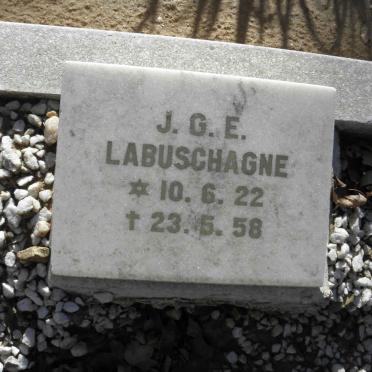 J. G. E.
LABUSCHAGNE
✡ 10. 6. 22
† 23. 5. 58